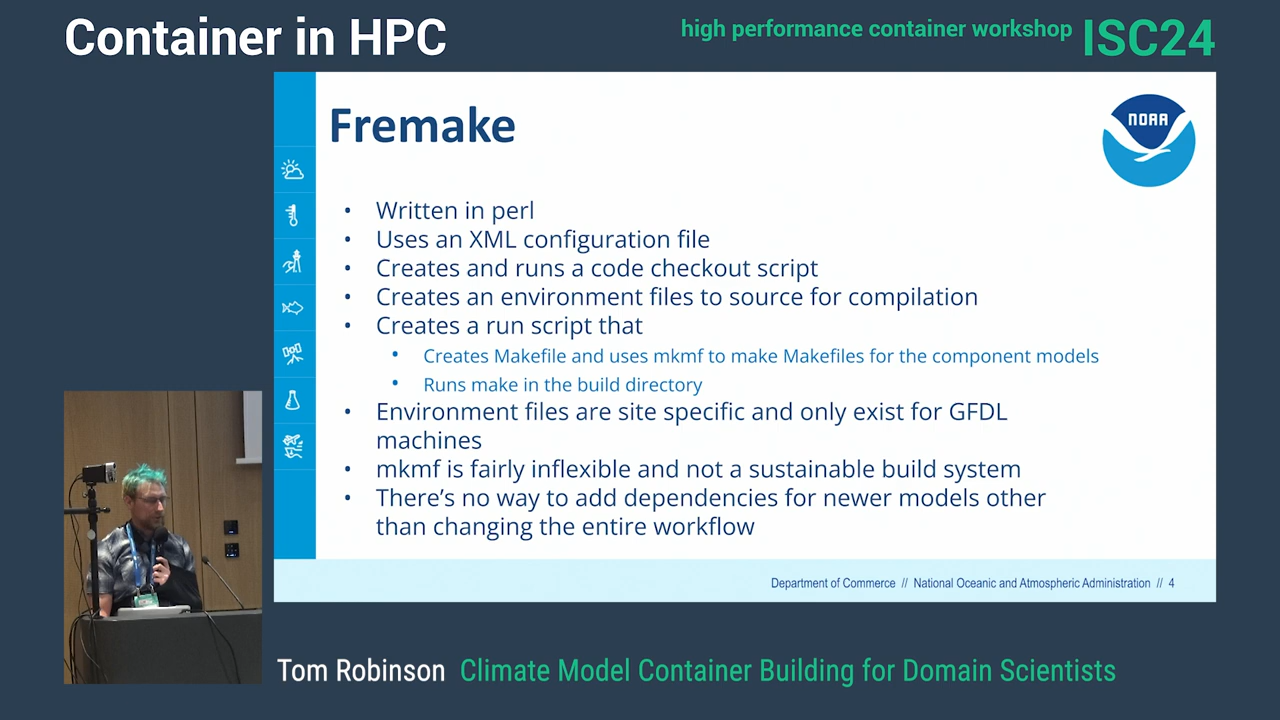 Container in HPC
high performance container workshop ISC24
Fremake
NOAA
• Written in perl
• Uses an XML configuration file
• Creates and runs a code checkout script
• Creates an environment files to source for compilation
• Creates a run script that
• Creates Makefile and uses mkmf to make Makefiles for the component models
• Runs make in the build directory
• Environment files are site specific and only exist for GFDL
machines
• mkmf is fairly inflexible and not a sustainable build system
• There's no way to add dependencies for newer models other
than changing the entire workflow
Department of Commerce // National Oceanic and Atmospheric Administration // 4
Tom Robinson Climate Model Container Building for Domain Scientists